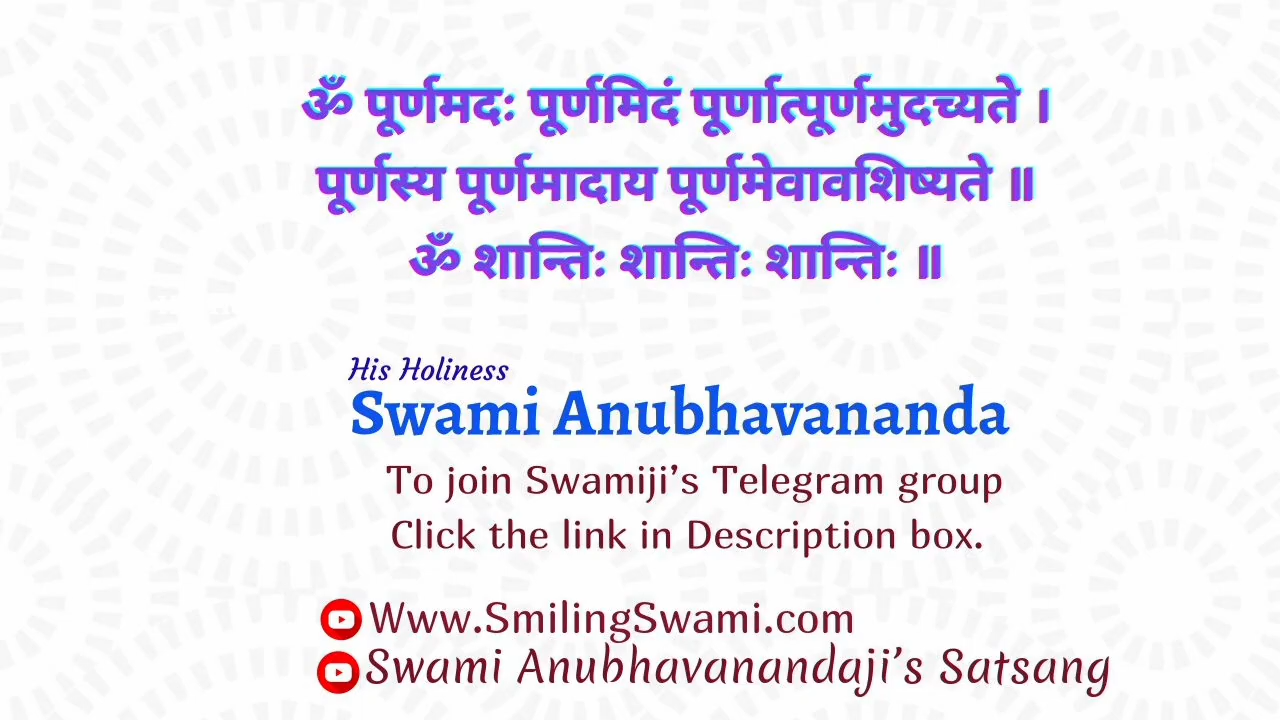 ॐ पूर्णमदः पूर्णमिदं पूर्णात्पूर्णमुदच्यते ।
पूर्णस्य पूर्णमादाय पूर्णमेवावशिष्यते ॥
ॐ शान्तिः शान्तिः शान्तिः ॥
His Holiness
Swami Anubhavananda
To join Swamiji's Telegram group
Click the link in Description box.
Www.SmilingSwami.com
Swami Anubhavanandaji's Satsang